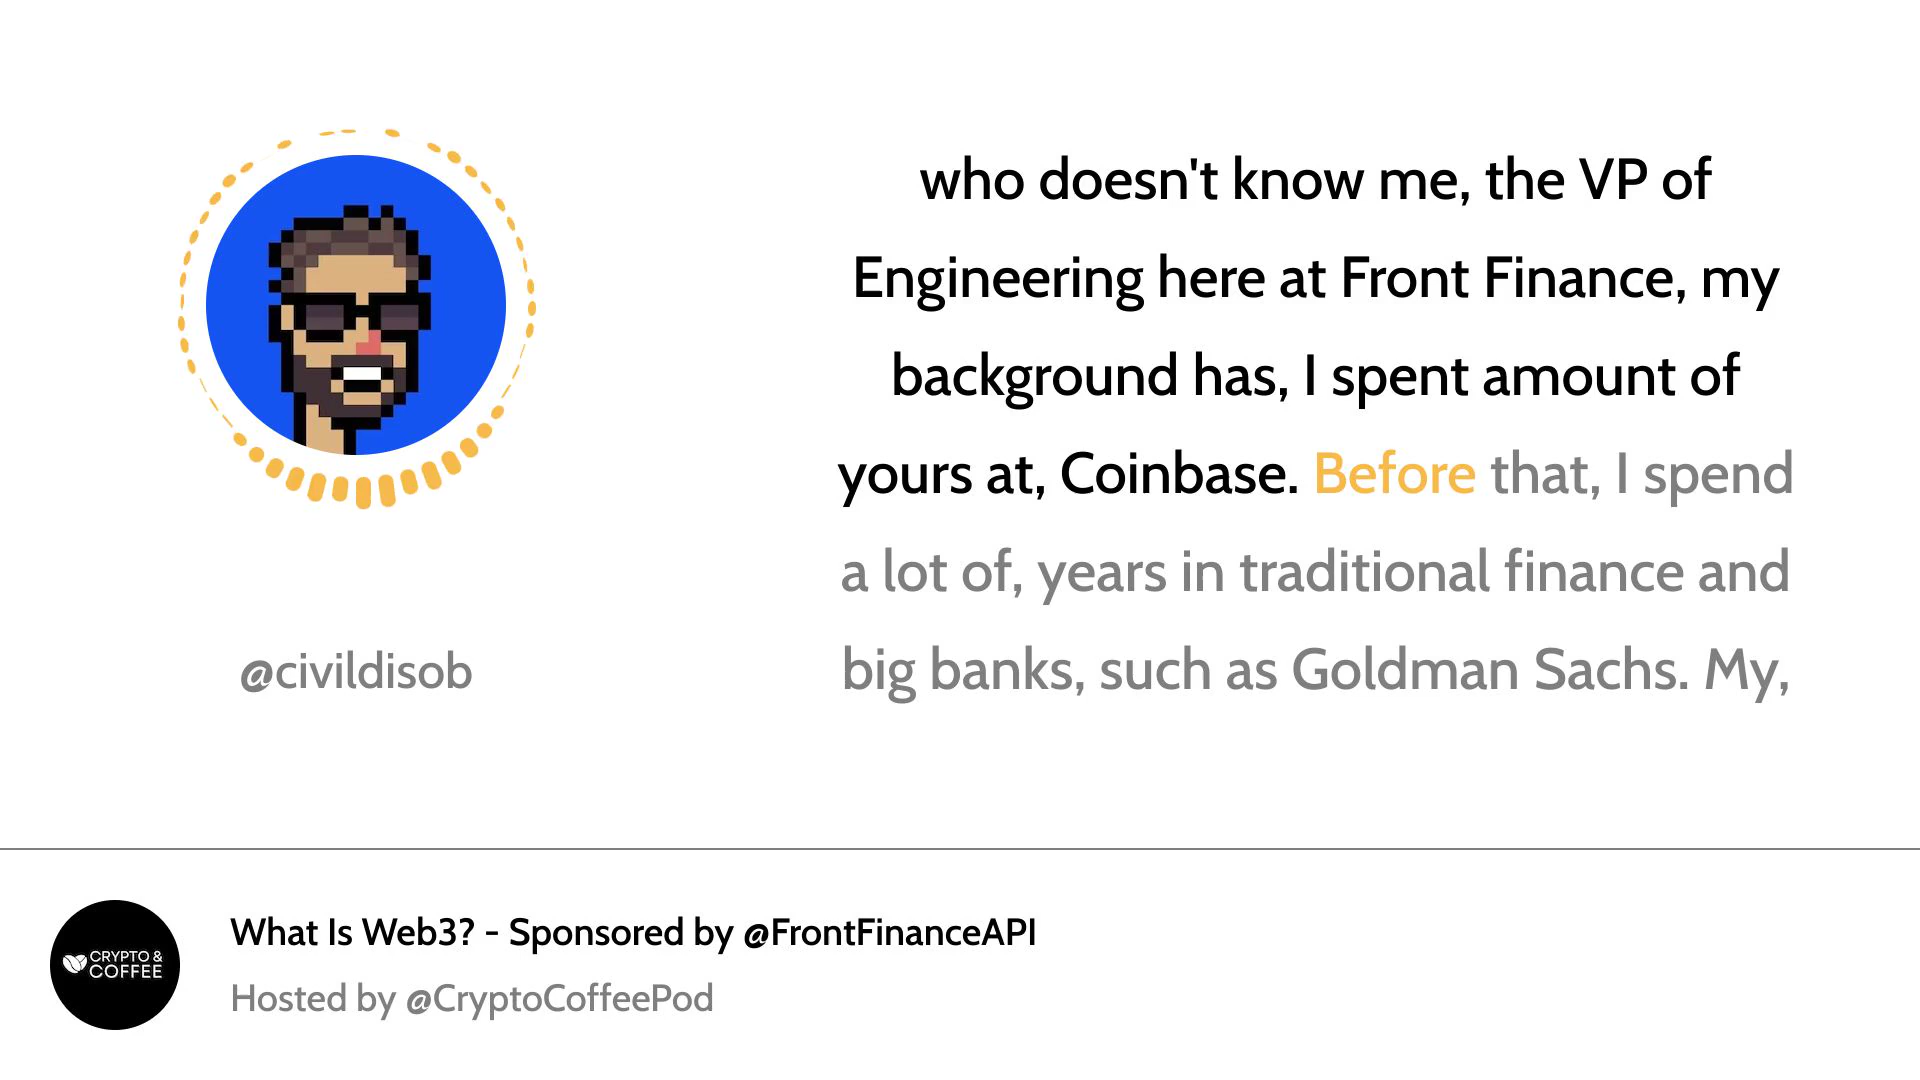 who doesn't know me, the VP of
Engineering here at Front Finance, my
background has, I spent amount of
yours at, Coinbase. Before that, I spend
a lot of, years in traditional finance and
big banks, such as Goldman Sachs. My,
@civildisob
CRYPTO &
COFFEE
What Is Web3? - Sponsored by @FrontFinanceAPI
Hosted by @CryptoCoffeePod